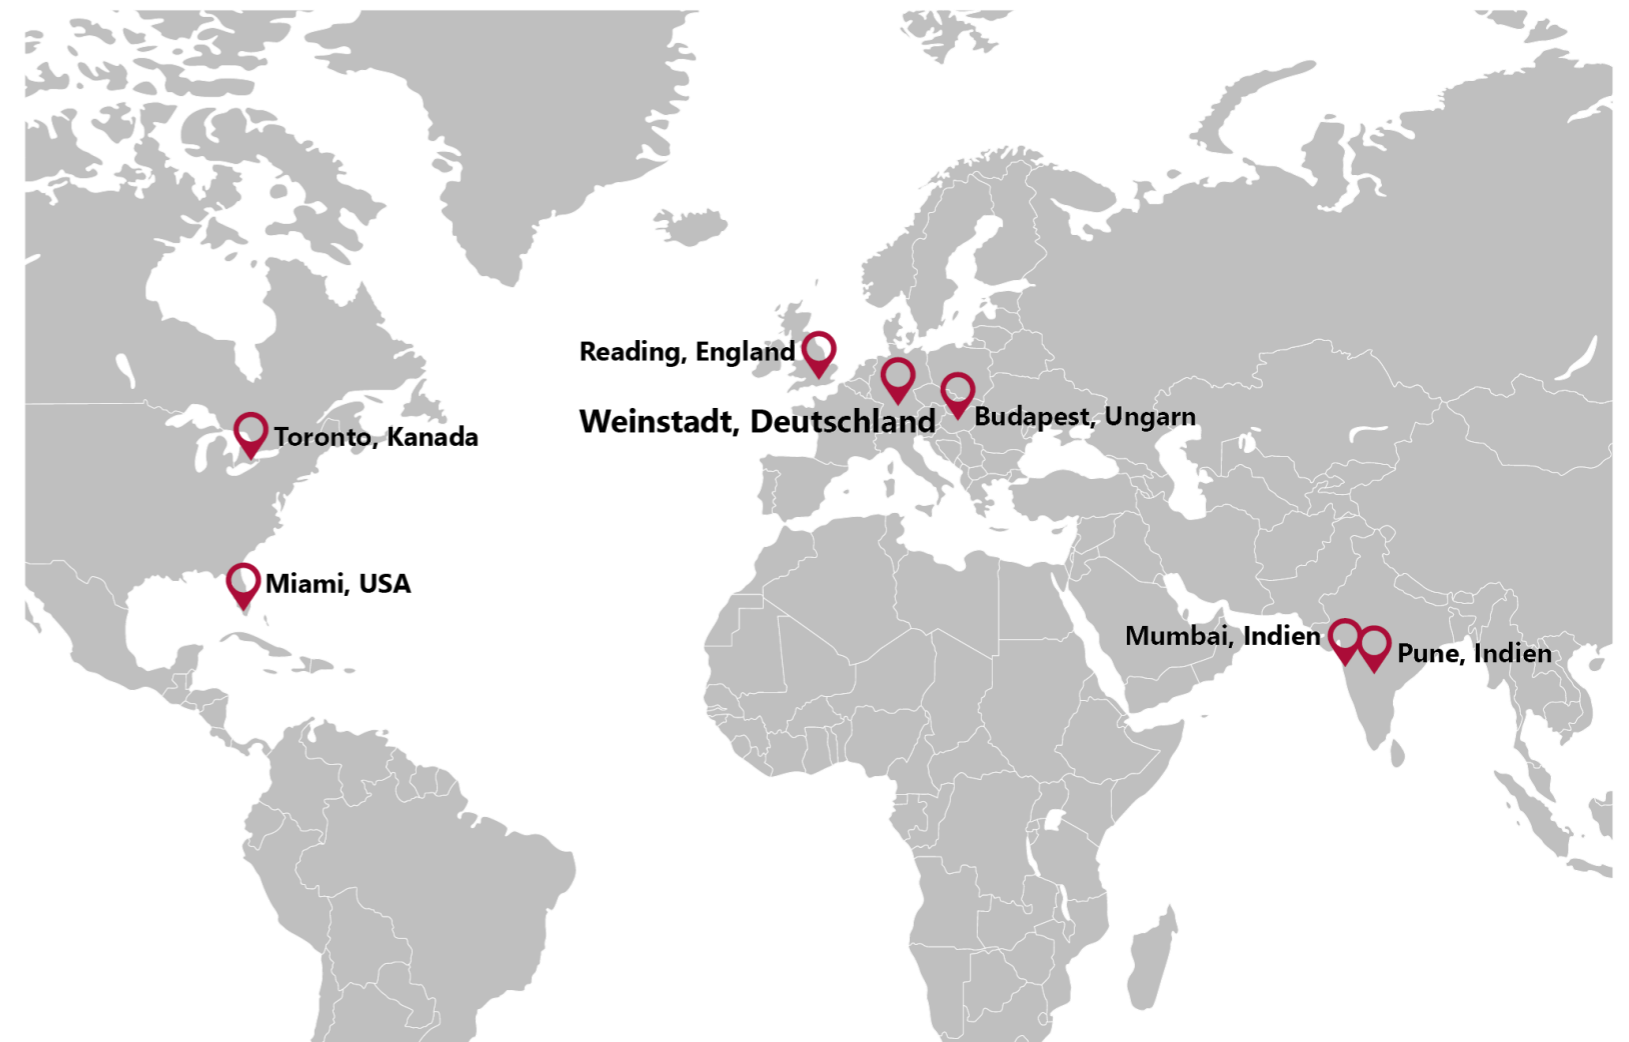 Reading, England
Weinstadt, Deutschland
Budapest, Ungarn
Toronto, Kanada
Miami, USA
Mumbai, Indien
Pune, Indien